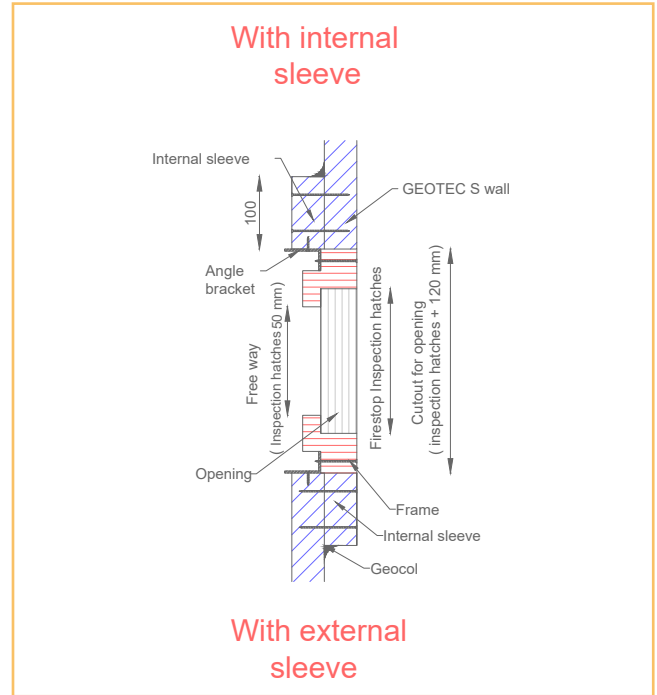 With internal
sleeve
Internal sleeve
GEOTEC S wall
100
Angle
bracket
Free way
( Inspection hatches 50 mm)
Firestop Inspection hatches
Cutout for opening
( inspection hatches + 120 mm)
Opening
Frame
Internal sleeve
Geocol
With external
sleeve